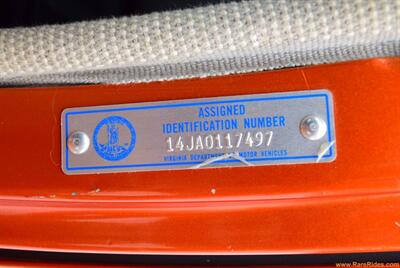 ASSIGNED
IDENTIFICATION NUMBER
14JA0117497
VIRGINIA DEPARTMENT OF MOTOR VEHICLES
www.RareRides.com